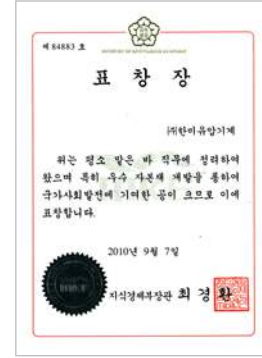 제 84883 호
표 창 장
㈜한미유압기계
위는 평소 맡은 바 직무에 정려하여
왔으며 특히 우수 자본재 개발을 통하여
국가사회발전에 기여한 공이 크므로 이에
표창합니다.
2010년 9월 7일
지식경제부장관 최 경 환